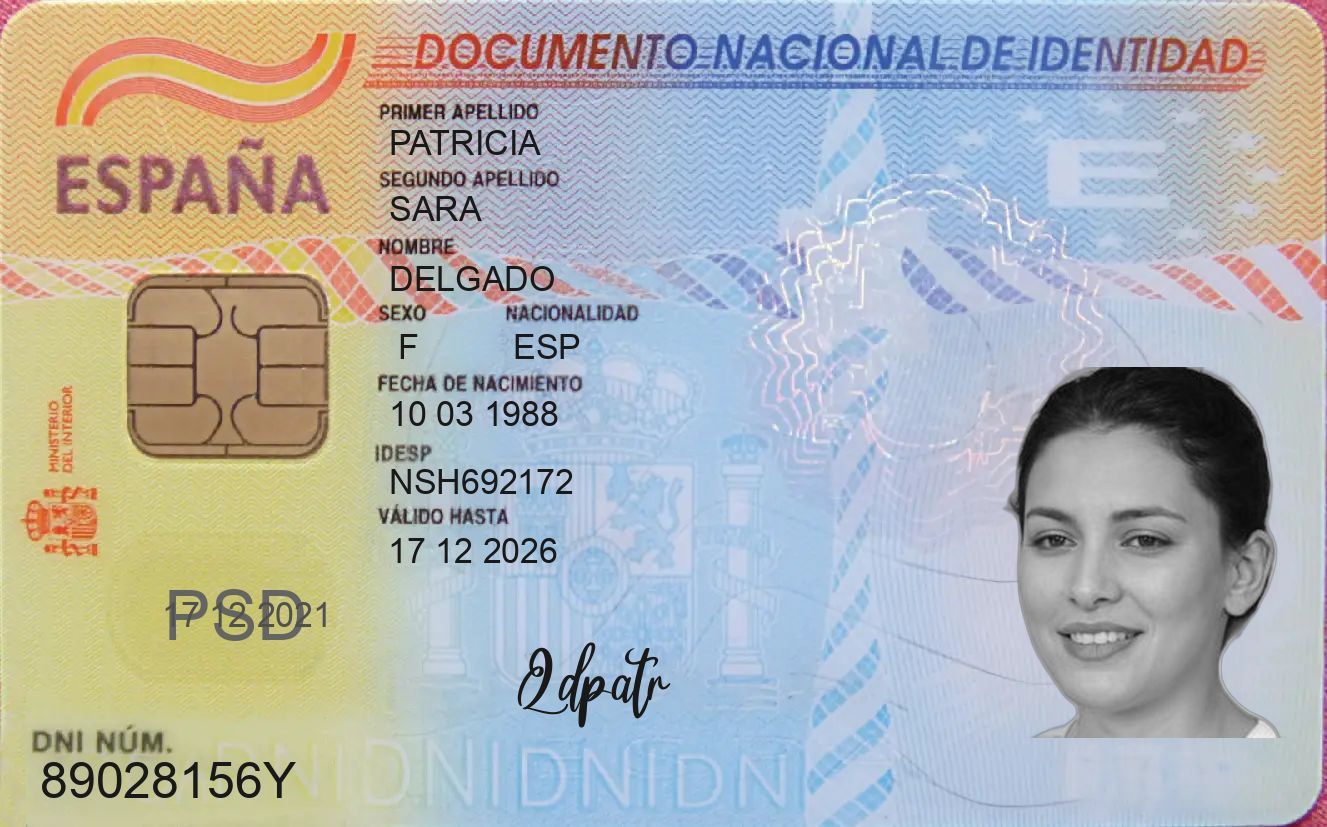 DOCUMENTO NACIONAL DE IDENTIDAD
ESPAÑA
PRIMER APELLIDO
PATRICIA
SEGUNDO APELLIDO
SARA
NOMBRE
DELGADO
SEXO NACIONALIDAD
F ESP
FECHA DE NACIMIENTO
10 03 1988
IDESP
NSH692172
VÁLIDO HASTA
17 12 2026
MINISTERIO
DEL INTERIOR
E
PSD
17 12 2021
DNI NÚM.
89028156Y
DNIDNIDNIDNI